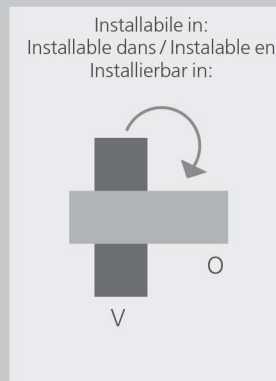 Installabile in:
Installable dans / Instalable en
Installierbar in:
O
V